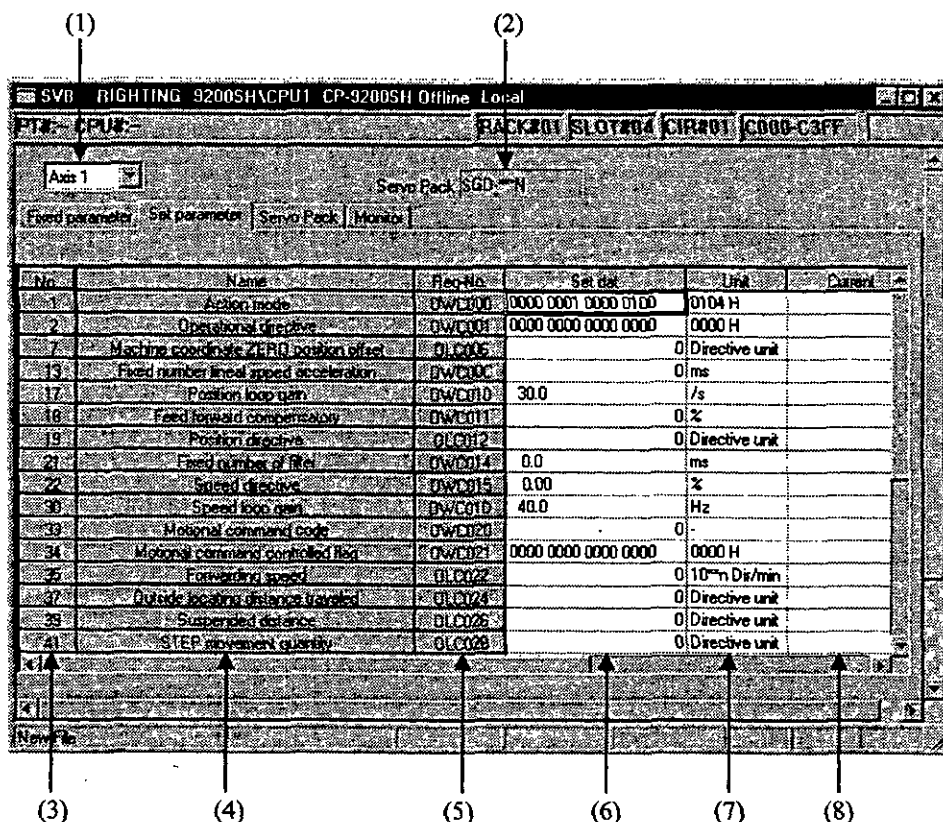 (1) (2)
SVB RIGHTING 9200SH\CPU1 CP-9200SH Offline Local
PT#:-- CPU#:-- RACK#01 SLOT#04 CIR#01 C000-C3FF
Axis 1 Servo Pack SGD-***N
Fixed parameter Set parameter Servo Pack Monitor
No. Name Reg-No. Set dat Unit Current
1 Action mode OWC000 0000 0001 0000 0100 0104 H
2 Operational directive OWC001 0000 0000 0000 0000 0000 H
7 Machine coordinate ZERO position offset OLC006 0 Directive unit
13 Fixed number lineal speed acceleration OWC00C 0 ms
17 Position loop gain OWC010 30.0 /s
18 Feed forward compensatory OWC011 0 %
19 Position directive OLC012 0 Directive unit
21 Fixed number of filter OWC014 0.0 ms
22 Speed directive OWC015 0.00 %
30 Speed loop gain OWC01D 40.0 Hz
33 Motional command code OWC020 0 -
34 Motional command controlled flag OWC021 0000 0000 0000 0000 0000 H
35 Forwarding speed OLC022 0 10**n Dir/min
37 Outside locating distance traveled OLC024 0 Directive unit
39 Suspended distance OLC026 0 Directive unit
41 STEP movement quantity OLC028 0 Directive unit
New File
(3) (4) (5) (6) (7) (8)